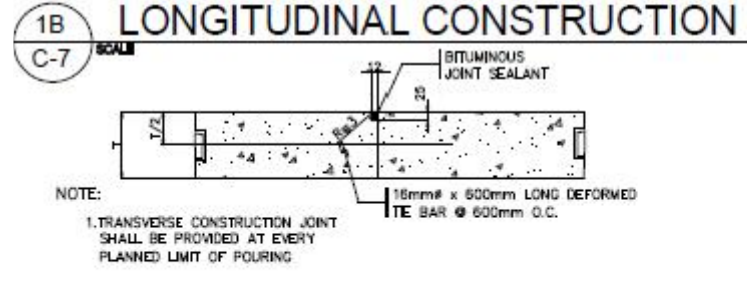 1B
LONGITUDINAL CONSTRUCTION
C-7
SCALE
12
BITUMINOUS
JOINT SEALANT
25
T/2
T
NOTE:
16mmø x 600mm LONG DEFORMED
TIE BAR @ 600mm O.C.
1.TRANSVERSE CONSTRUCTION JOINT
SHALL BE PROVIDED AT EVERY
PLANNED LIMIT OF POURING